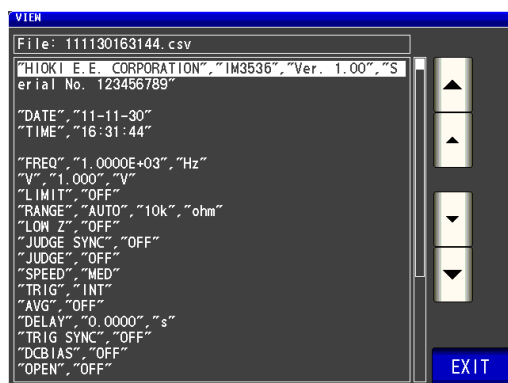 VIEW
File: 111130163144.csv
"HIOKI E.E. CORPORATION","IM3536","Ver. 1.00","S
erial No. 123456789"
"DATE","11-11-30"
"TIME","16:31:44"
"FREQ","1.0000E+03","Hz"
"V","1.000","V"
"LIMIT","OFF"
"RANGE","AUTO","10k","ohm"
"LOW Z","OFF"
"JUDGE SYNC","OFF"
"JUDGE","OFF"
"SPEED","MED"
"TRIG","INT"
"AVG","OFF"
"DELAY","0.0000","s"
"TRIG SYNC","OFF"
"DCBIAS","OFF"
"OPEN","OFF"
EXIT